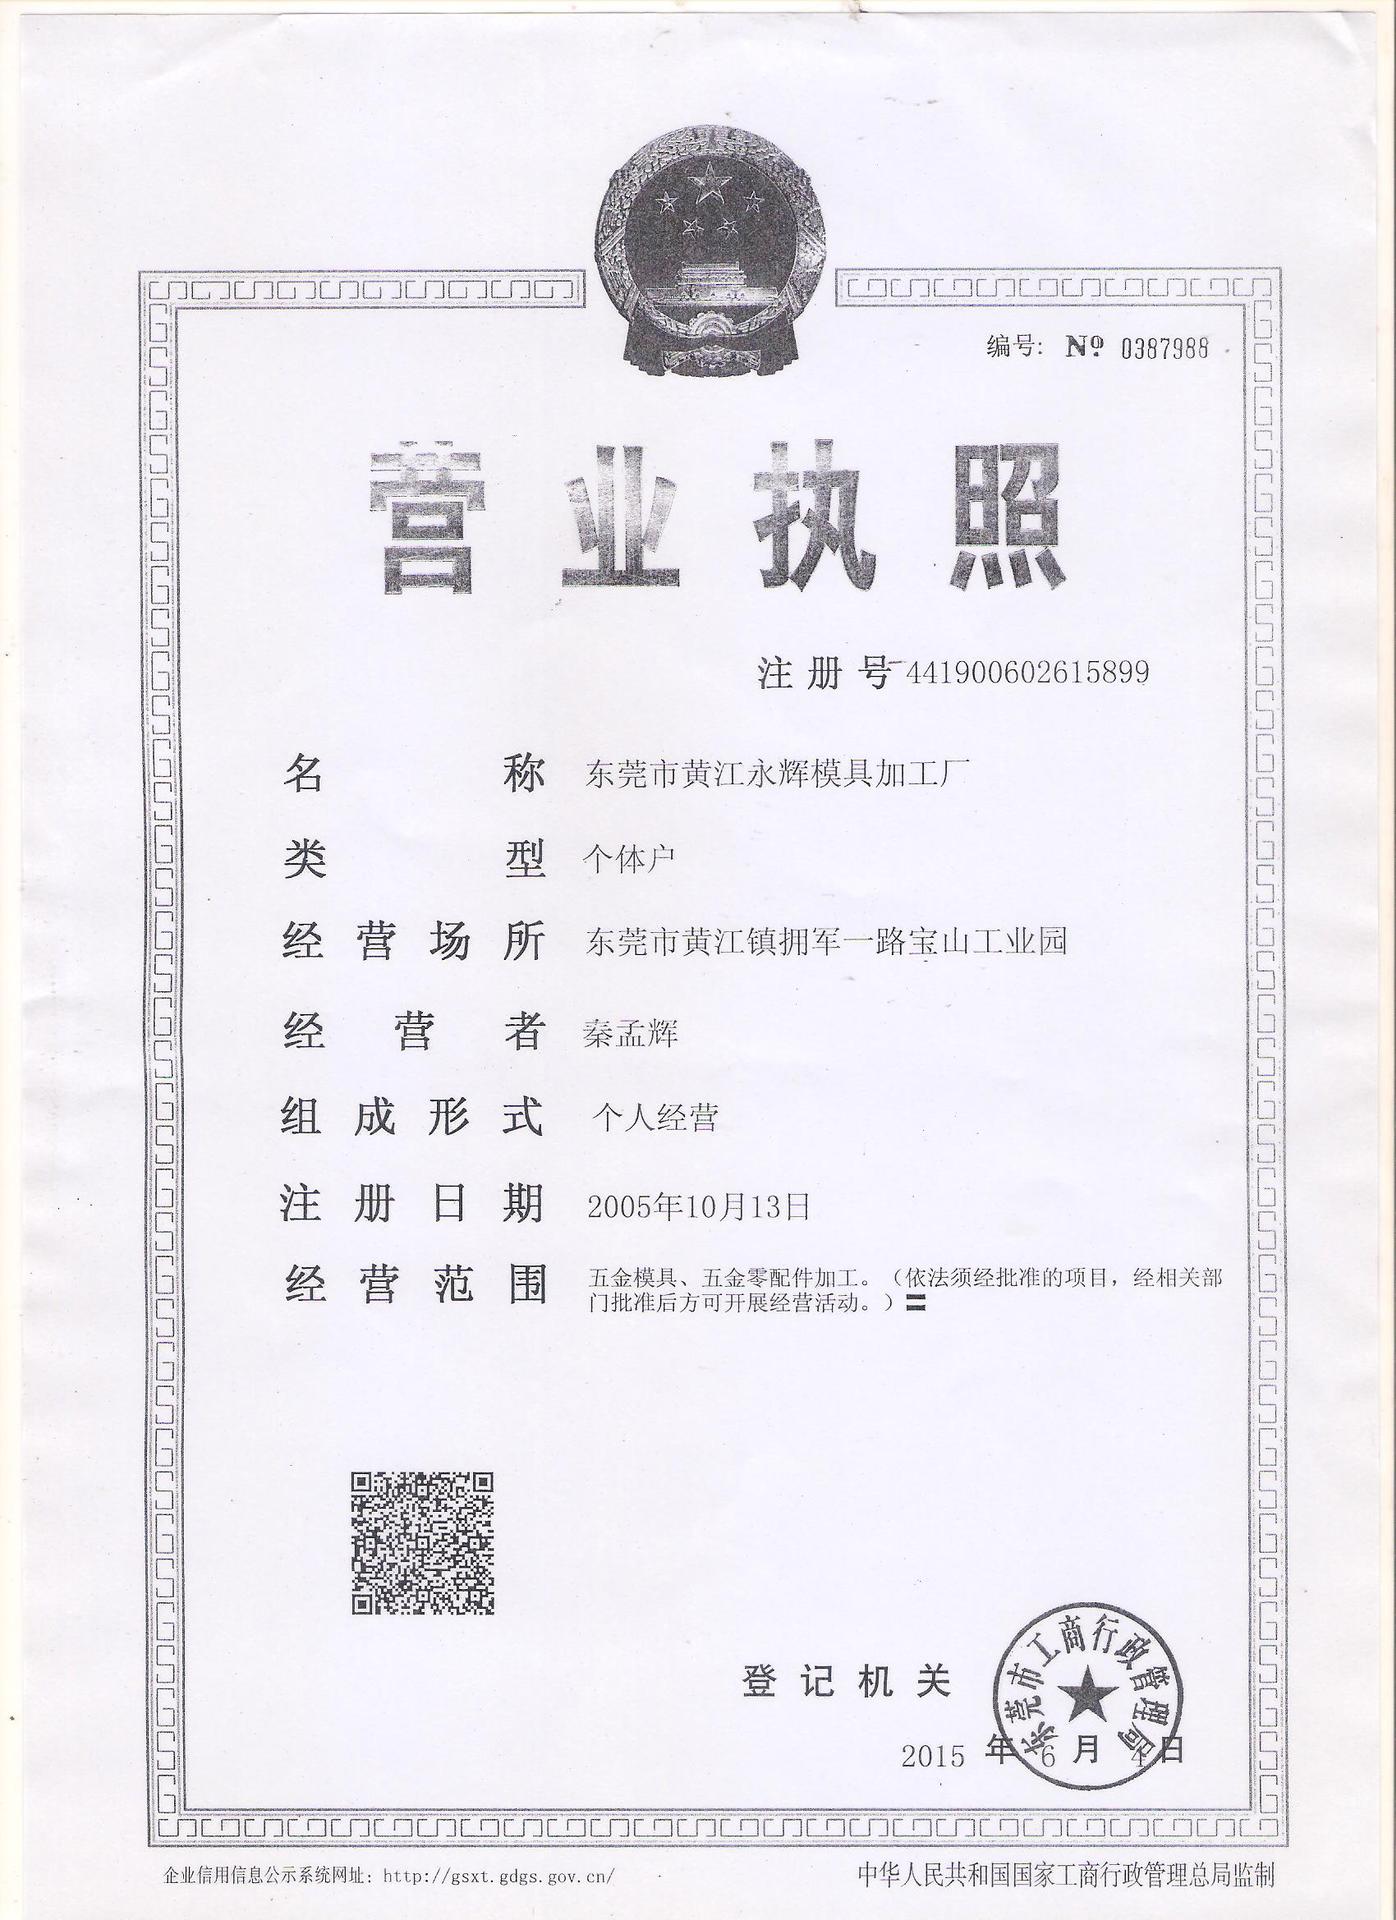 编号: Nº 0387988
营业执照
注册号 441900602615899
名称 东莞市黄江永辉模具加工厂
类型 个体户
经营场所 东莞市黄江镇拥军一路宝山工业园
经营者 秦孟辉
组成形式 个人经营
注册日期 2005年10月13日
经营范围 五金模具、五金零配件加工。(依法须经批准的项目, 经相关部
门批准后方可开展经营活动。)〓
东莞市工商行政管理局
登记机关
2015 年 6 月 4 日
企业信用信息公示系统网址: http://gsxt.gdgs.gov.cn/
中华人民共和国国家工商行政管理总局监制